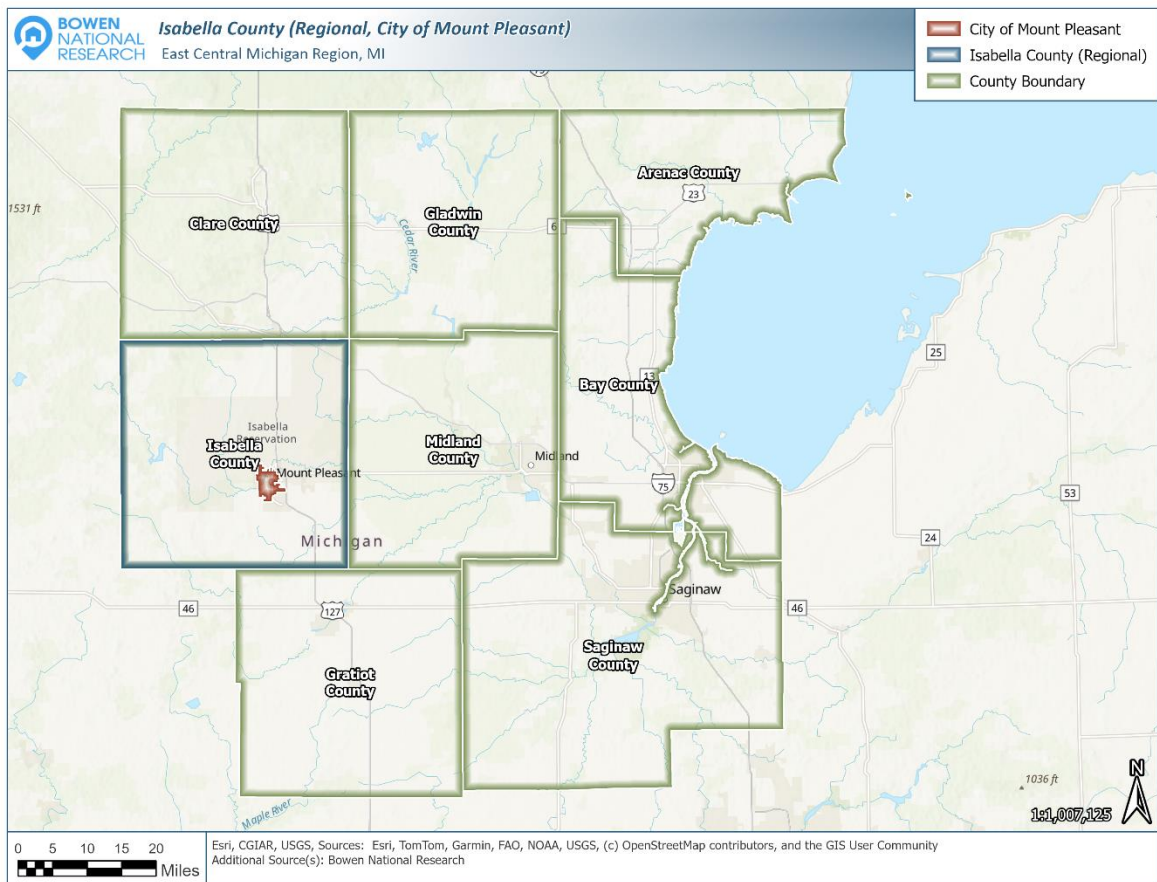 BOWEN
NATIONAL
RESEARCH
Isabella County (Regional, City of Mount Pleasant)
East Central Michigan Region, MI
City of Mount Pleasant
Isabella County (Regional)
County Boundary
Arenac County
23
1531 ft
Clare County
Gladwin
County
Cedar River
6
25
13
Bay County
Isabella
Reservation
Isabella
County
Mount Pleasant
Midland
County
Midland
75
53
24
Michigan
46
127
Saginaw
46
Saginaw
County
Gratiot
County
1036 ft
N
Maple River
1:1,007,125
0 5 10 15 20
Miles
Esri, CGIAR, USGS, Sources: Esri, TomTom, Garmin, FAO, NOAA, USGS, (c) OpenStreetMap contributors, and the GIS User Community
Additional Source(s): Bowen National Research